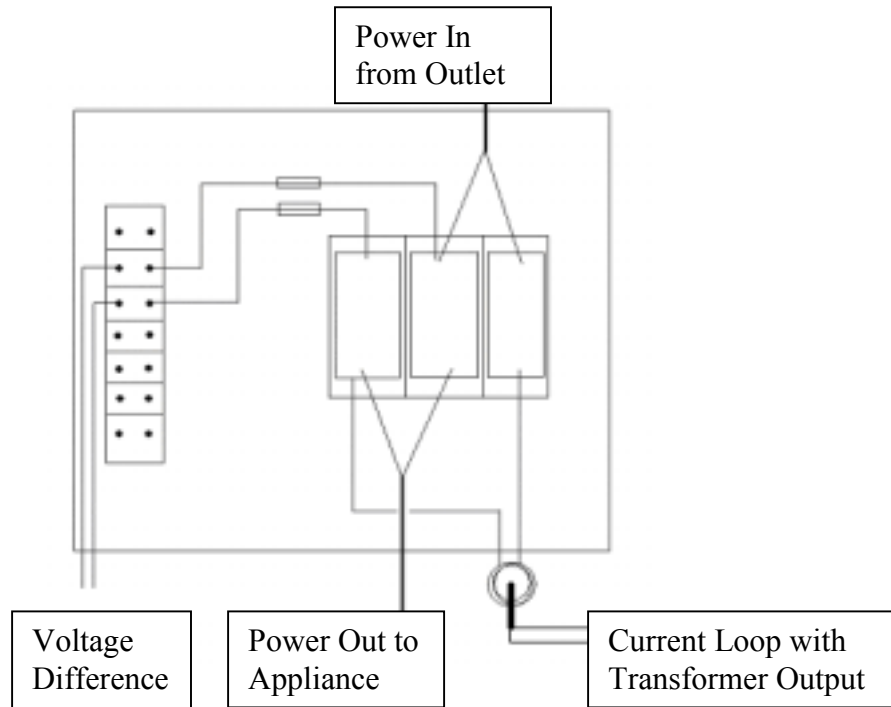 Power In
from Outlet
Voltage
Difference
Power Out to
Appliance
Current Loop with
Transformer Output